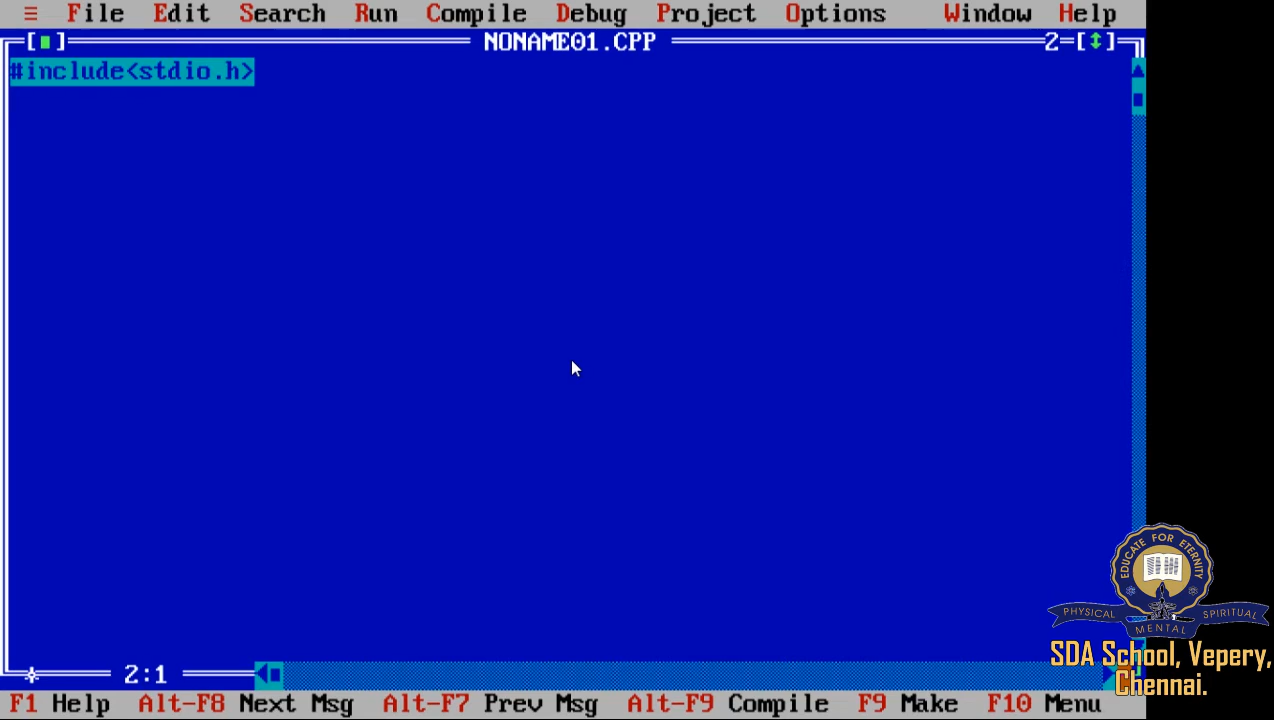 ≡ File Edit Search Run Compile Debug Project Options Window Help
[■] NONAME01.CPP 2=[↕]
#include<stdio.h>
2:1
F1 Help Alt-F8 Next Msg Alt-F7 Prev Msg Alt-F9 Compile F9 Make F10 Menu
EDUCATE FOR ETERNITY
PHYSICAL MENTAL SPIRITUAL
SDA School, Vepery,
Chennai.